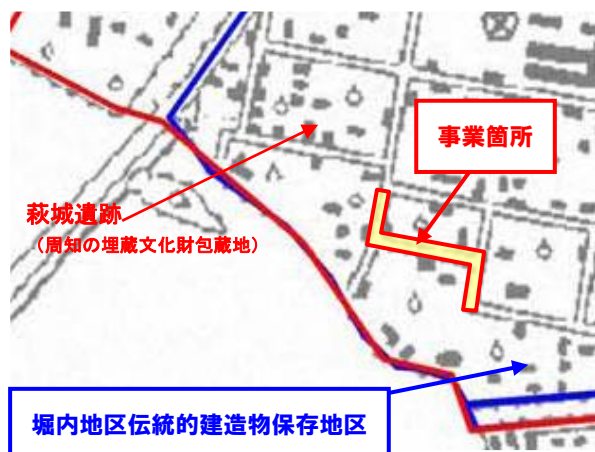 事業箇所
萩城遺跡
（周知の埋蔵文化財包蔵地）
堀内地区伝統的建造物保存地区